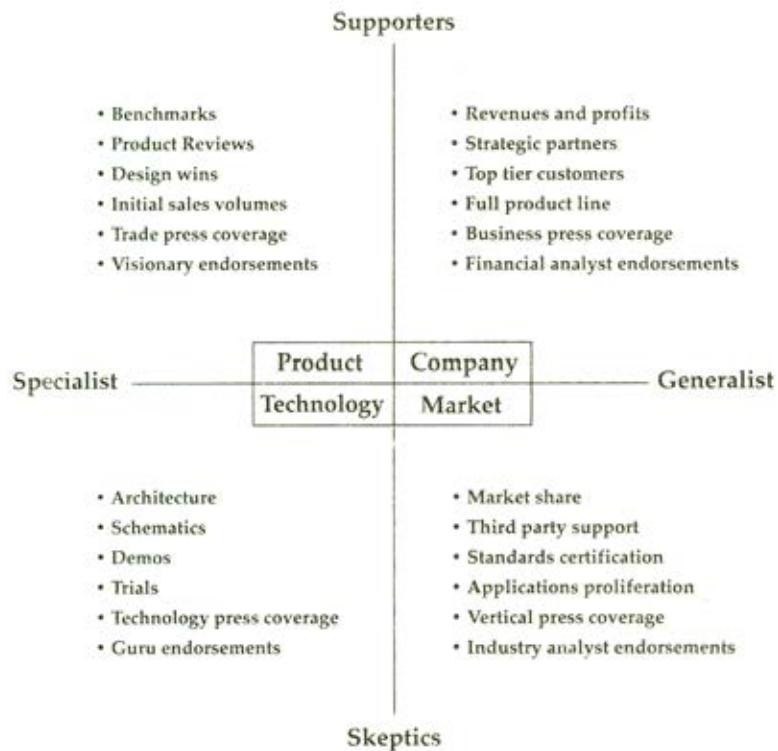 Supporters
• Benchmarks
• Product Reviews
• Design wins
• Initial sales volumes
• Trade press coverage
• Visionary endorsements
• Revenues and profits
• Strategic partners
• Top tier customers
• Full product line
• Business press coverage
• Financial analyst endorsements
Product
Company
Specialist
Generalist
Technology
Market
• Architecture
• Schematics
• Demos
• Trials
• Technology press coverage
• Guru endorsements
• Market share
• Third party support
• Standards certification
• Applications proliferation
• Vertical press coverage
• Industry analyst endorsements
Skeptics